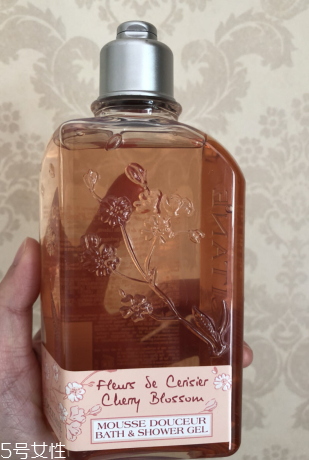 Fleurs de Cerisier
Cherry Blossom
MOUSSE DOUCEUR
BATH & SHOWER GEL
5号女性